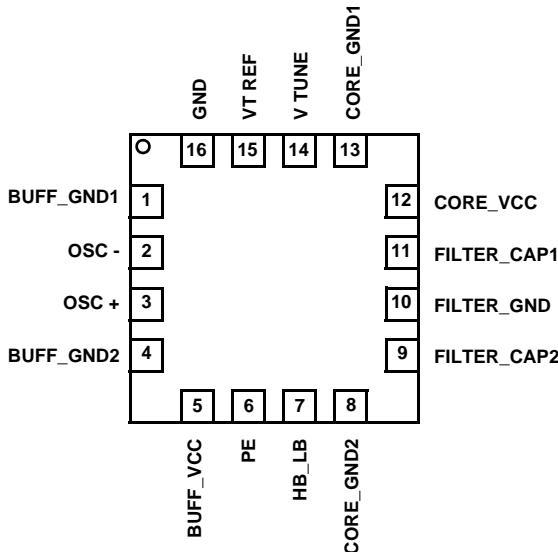 GND
VT REF
V TUNE
CORE_GND1
16 15 14 13
BUFF_GND1 1
12 CORE_VCC
OSC - 2
11 FILTER_CAP1
OSC + 3
10 FILTER_GND
BUFF_GND2 4
9 FILTER_CAP2
5 6 7 8
BUFF_VCC
PE
HB_LB
CORE_GND2